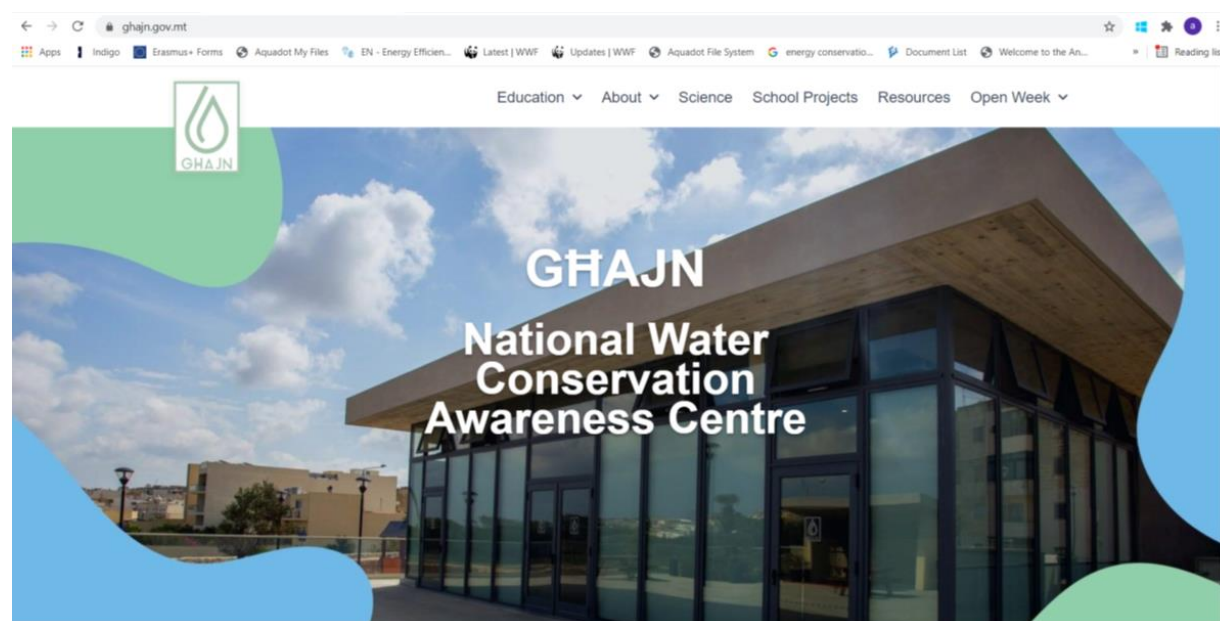 ghajn.gov.mt
Apps Indigo Erasmus+ Forms Aquadot My Files EN - Energy Efficien... Latest | WWF Updates | WWF Aquadot File System energy conservatio... Document List Welcome to the An... » Reading lis
Education About Science School Projects Resources Open Week
GĦAJN
GĦAJN
National Water
Conservation
Awareness Centre